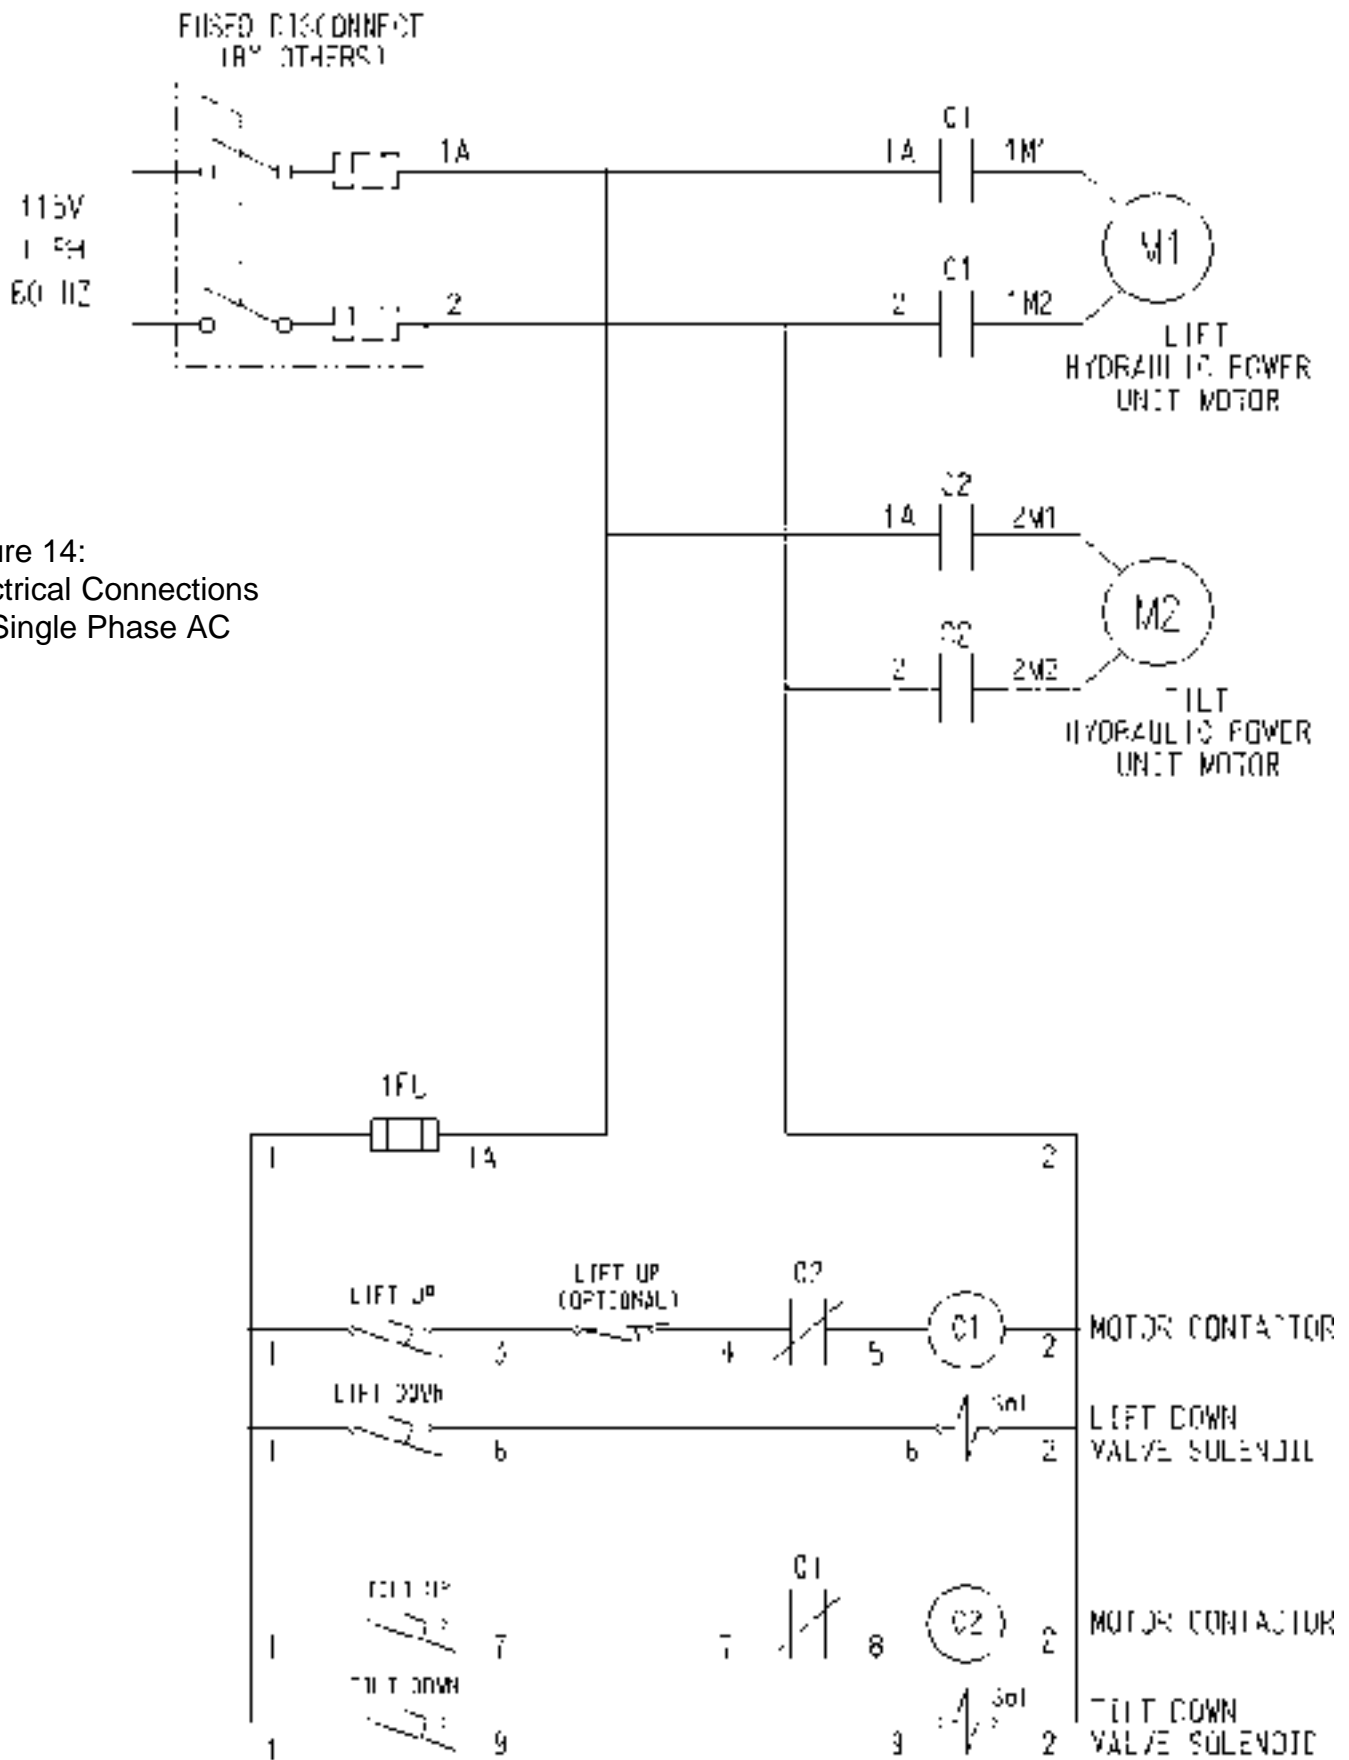 FUSED DISCONNECT
(BY OTHERS)
1A
1A
C1
1M1
115V
1 PH
60 HZ
M1
2
2
C1
1M2
LIFT
HYDRAULIC POWER
UNIT MOTOR
1A
C2
2M1
ure 14:
ctrical Connections
Single Phase AC
M2
2
C2
2M2
TILT
HYDRAULIC POWER
UNIT MOTOR
1FU
1
1A
2
LIFT UP
LIFT UP
(OPTIONAL)
C2
C1
MOTOR CONTACTOR
1
3
4
5
2
LIFT DOWN
Sol
LIFT DOWN
VALVE SOLENOID
1
6
6
2
TILT UP
C1
C2
MOTOR CONTACTOR
1
7
7
8
2
TILT DOWN
Sol
TILT DOWN
VALVE SOLENOID
1
9
9
2